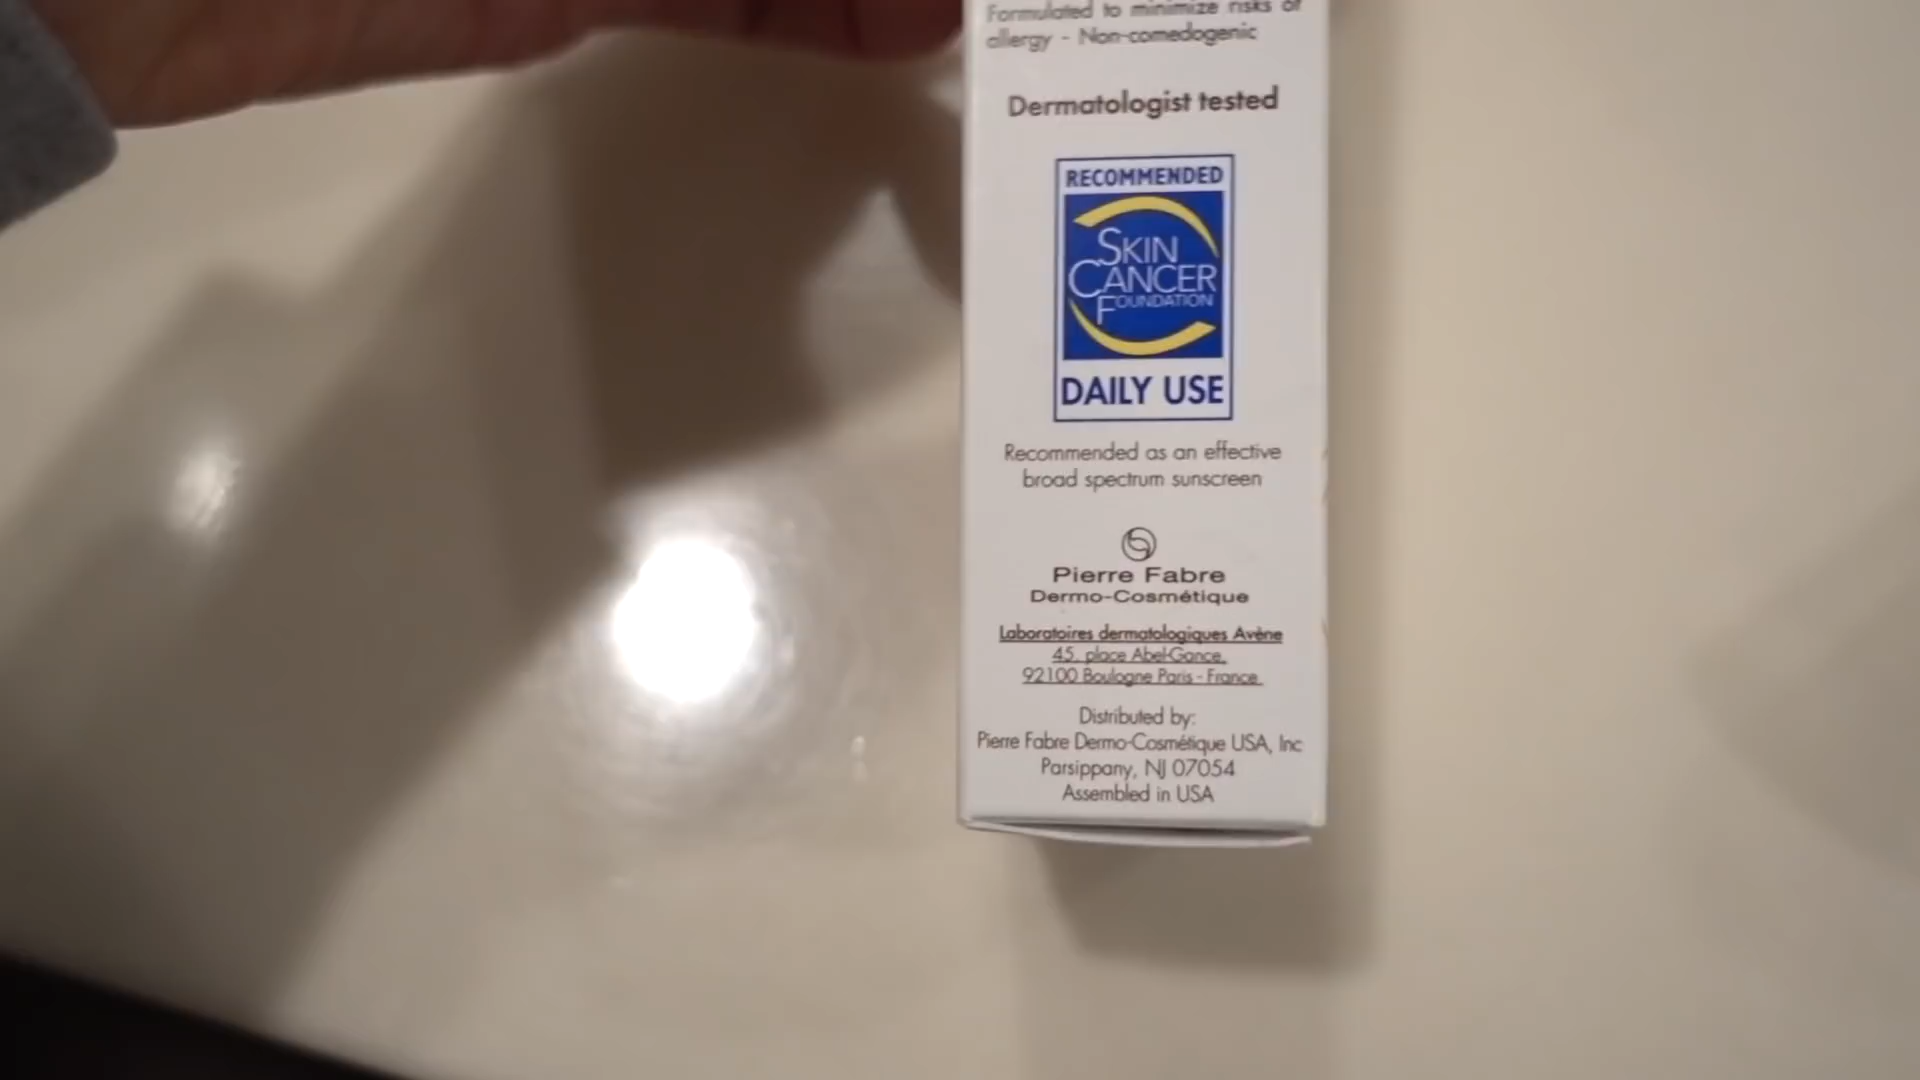 Formulated to minimize risks of
allergy - Non-comedogenic
Dermatologist tested
RECOMMENDED
SKIN
CANCER
FOUNDATION
DAILY USE
Recommended as an effective
broad spectrum sunscreen
Pierre Fabre
Dermo-Cosmétique
Laboratoires dermatologiques Avène
45, place Abel-Gance,
92100 Boulogne Paris - France
Distributed by:
Pierre Fabre Dermo-Cosmétique USA, Inc
Parsippany, NJ 07054
Assembled in USA